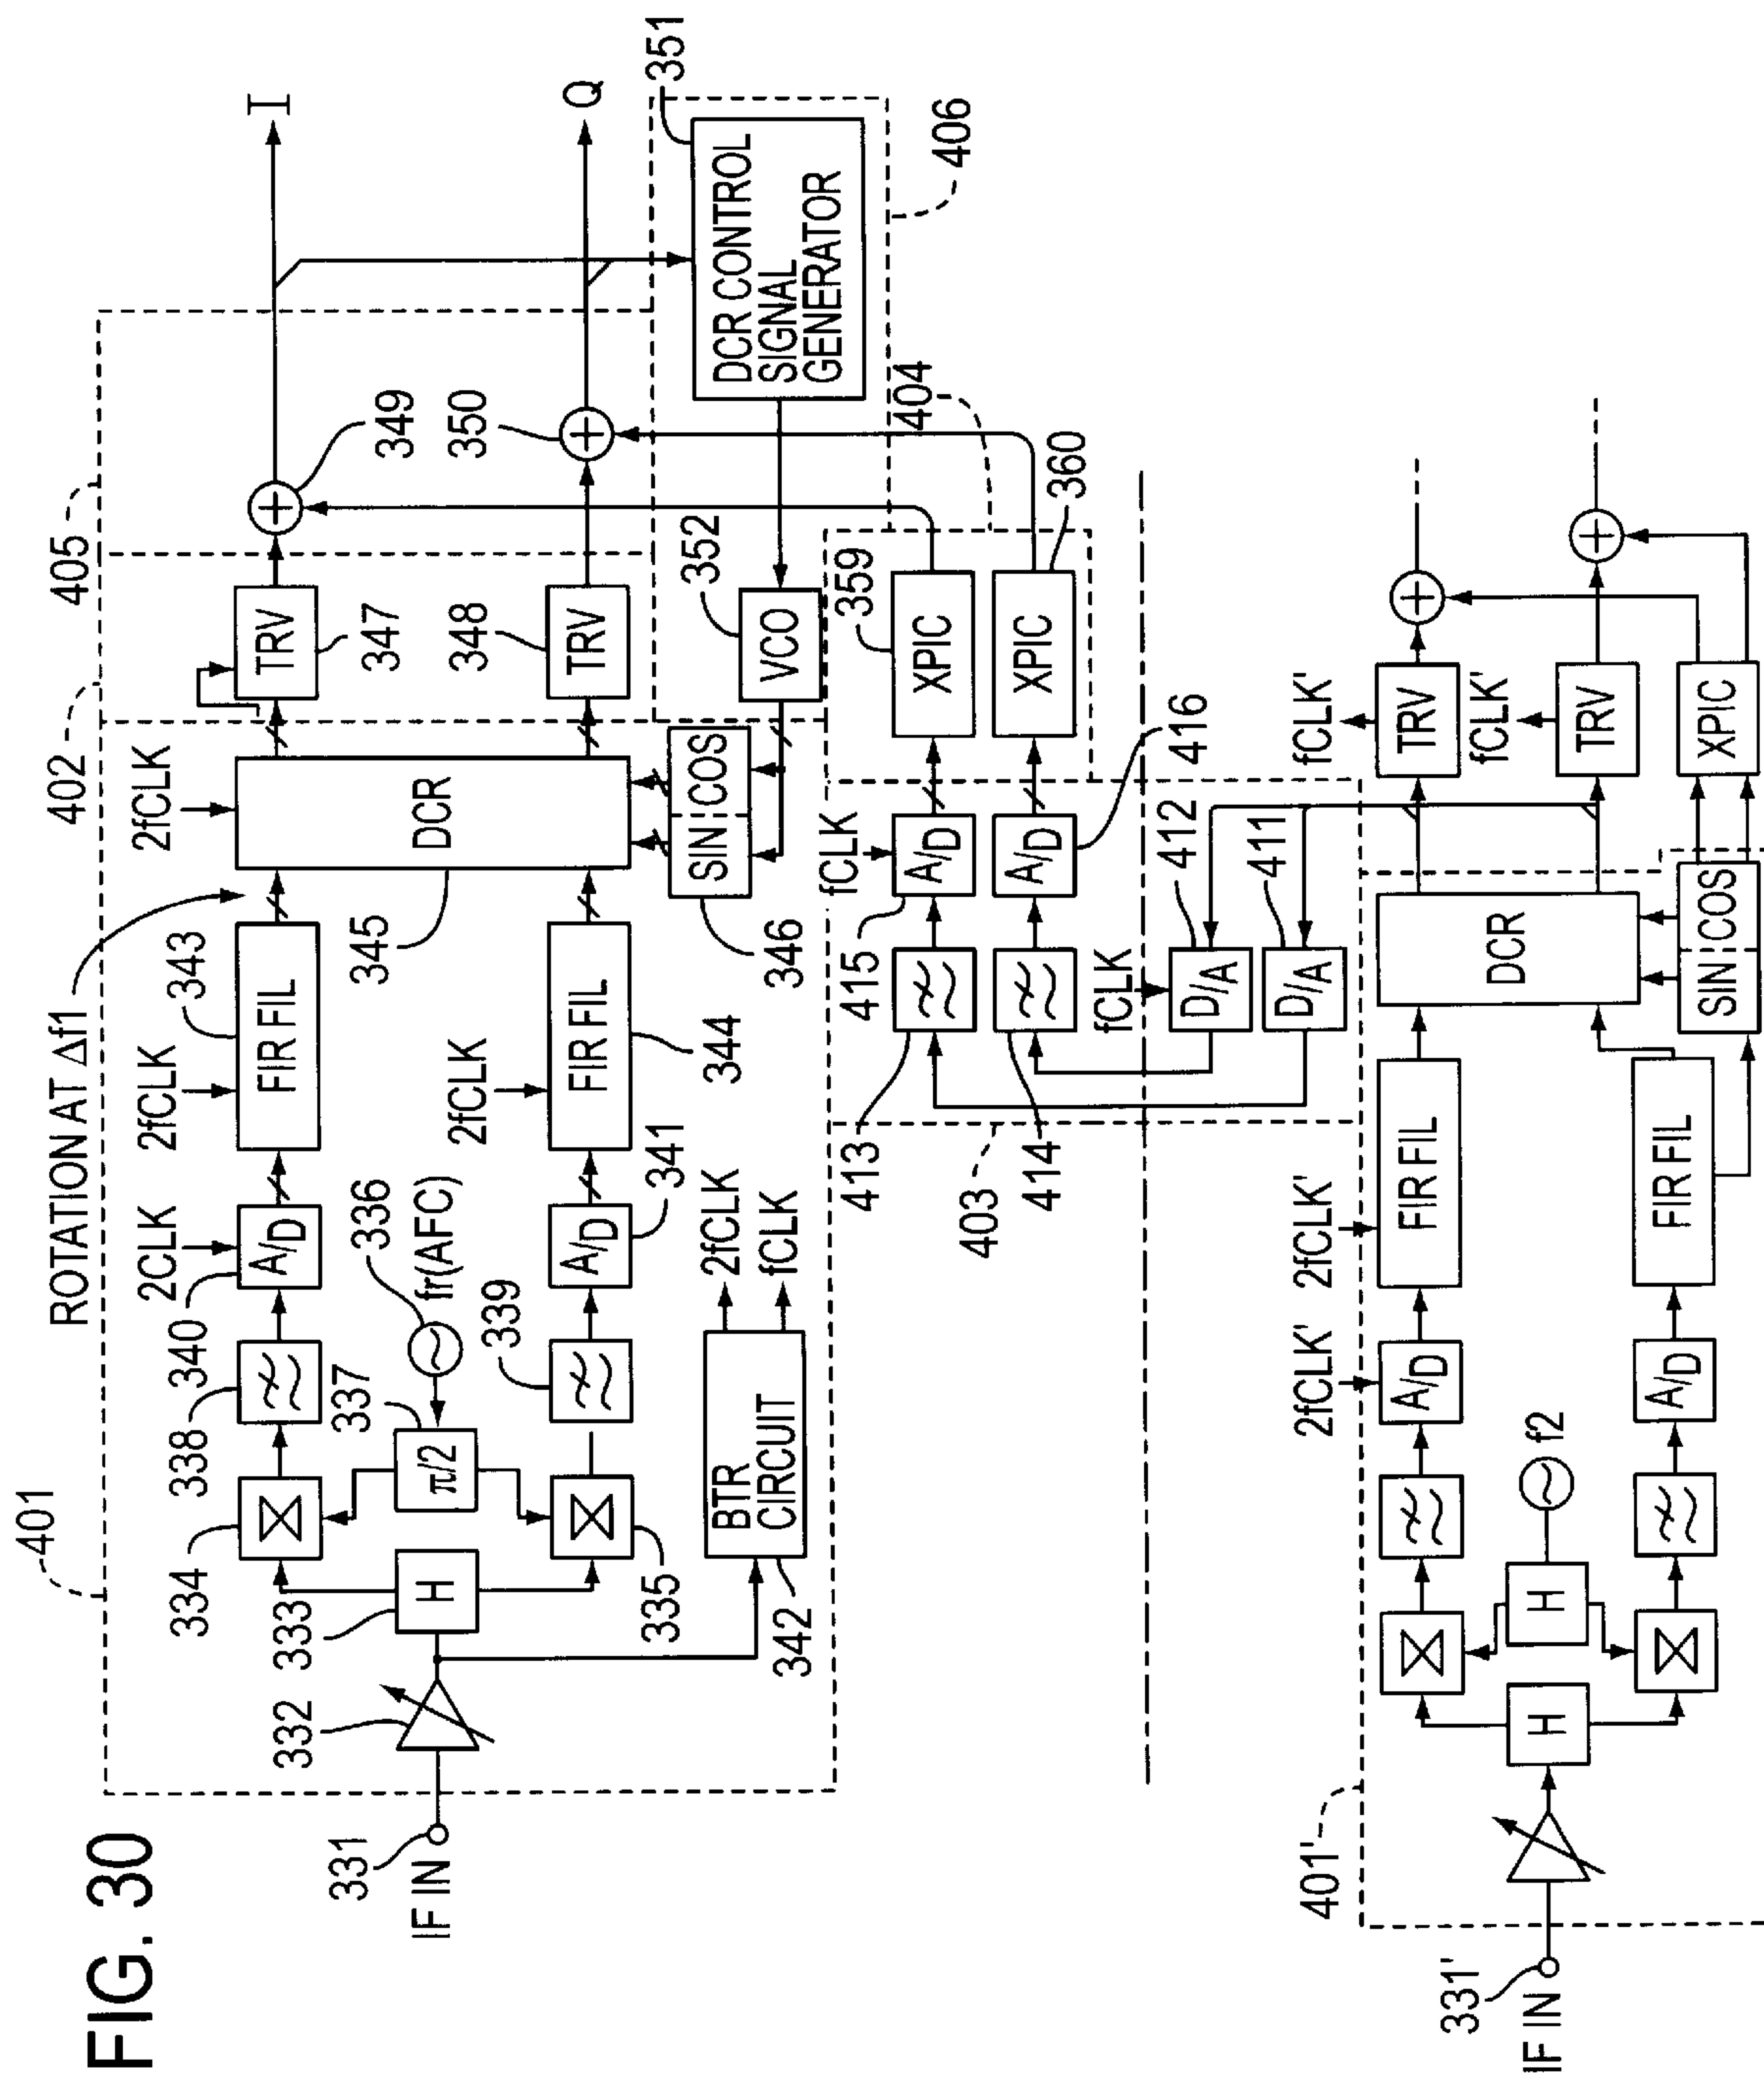 FIG. 30
401
402
405
ROTATION AT Δf1
2CLK
2fCLK
2fCLK
I
334
338
340
343
349
A/D
FIR FIL
TRV
347
+
333
337
336
fr(AFC)
345
DCR
331
IF IN
332
H
π/2
335
339
341
344
2fCLK
A/D
FIR FIL
348
TRV
350
+
Q
346
SIN
COS
352
VCO
351
DCR CONTROL
SIGNAL
GENERATOR
406
342
BTR
CIRCUIT
2fCLK
fCLK
413
414
415
fCLK
A/D
A/D
416
359
XPIC
XPIC
360
404
403
fCLK
D/A
412
D/A
411
401'
2fCLK'
2fCLK'
fCLK'
fCLK'
A/D
FIR FIL
TRV
+
331'
IF IN
H
H
f2
DCR
A/D
FIR FIL
TRV
+
SIN
COS
XPIC